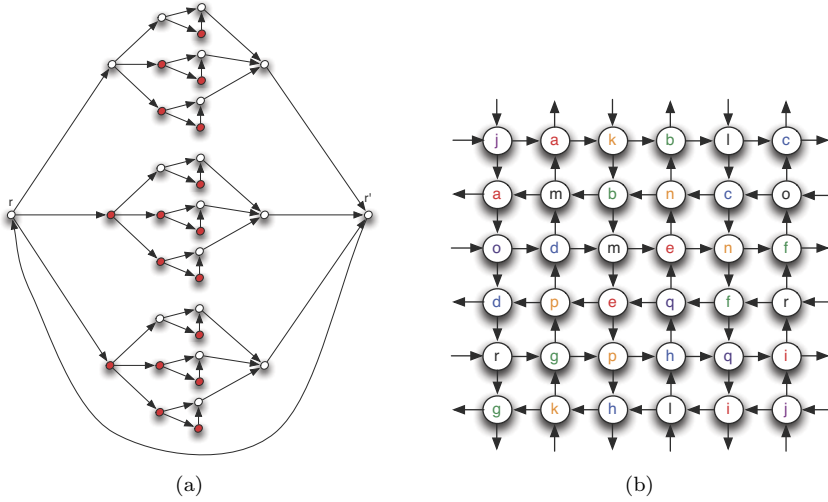 r
r'
j a k b l c
a m b n c o
o d m e n f
d p e q f r
r g p h q i
g k h l i j
(a)
(b)